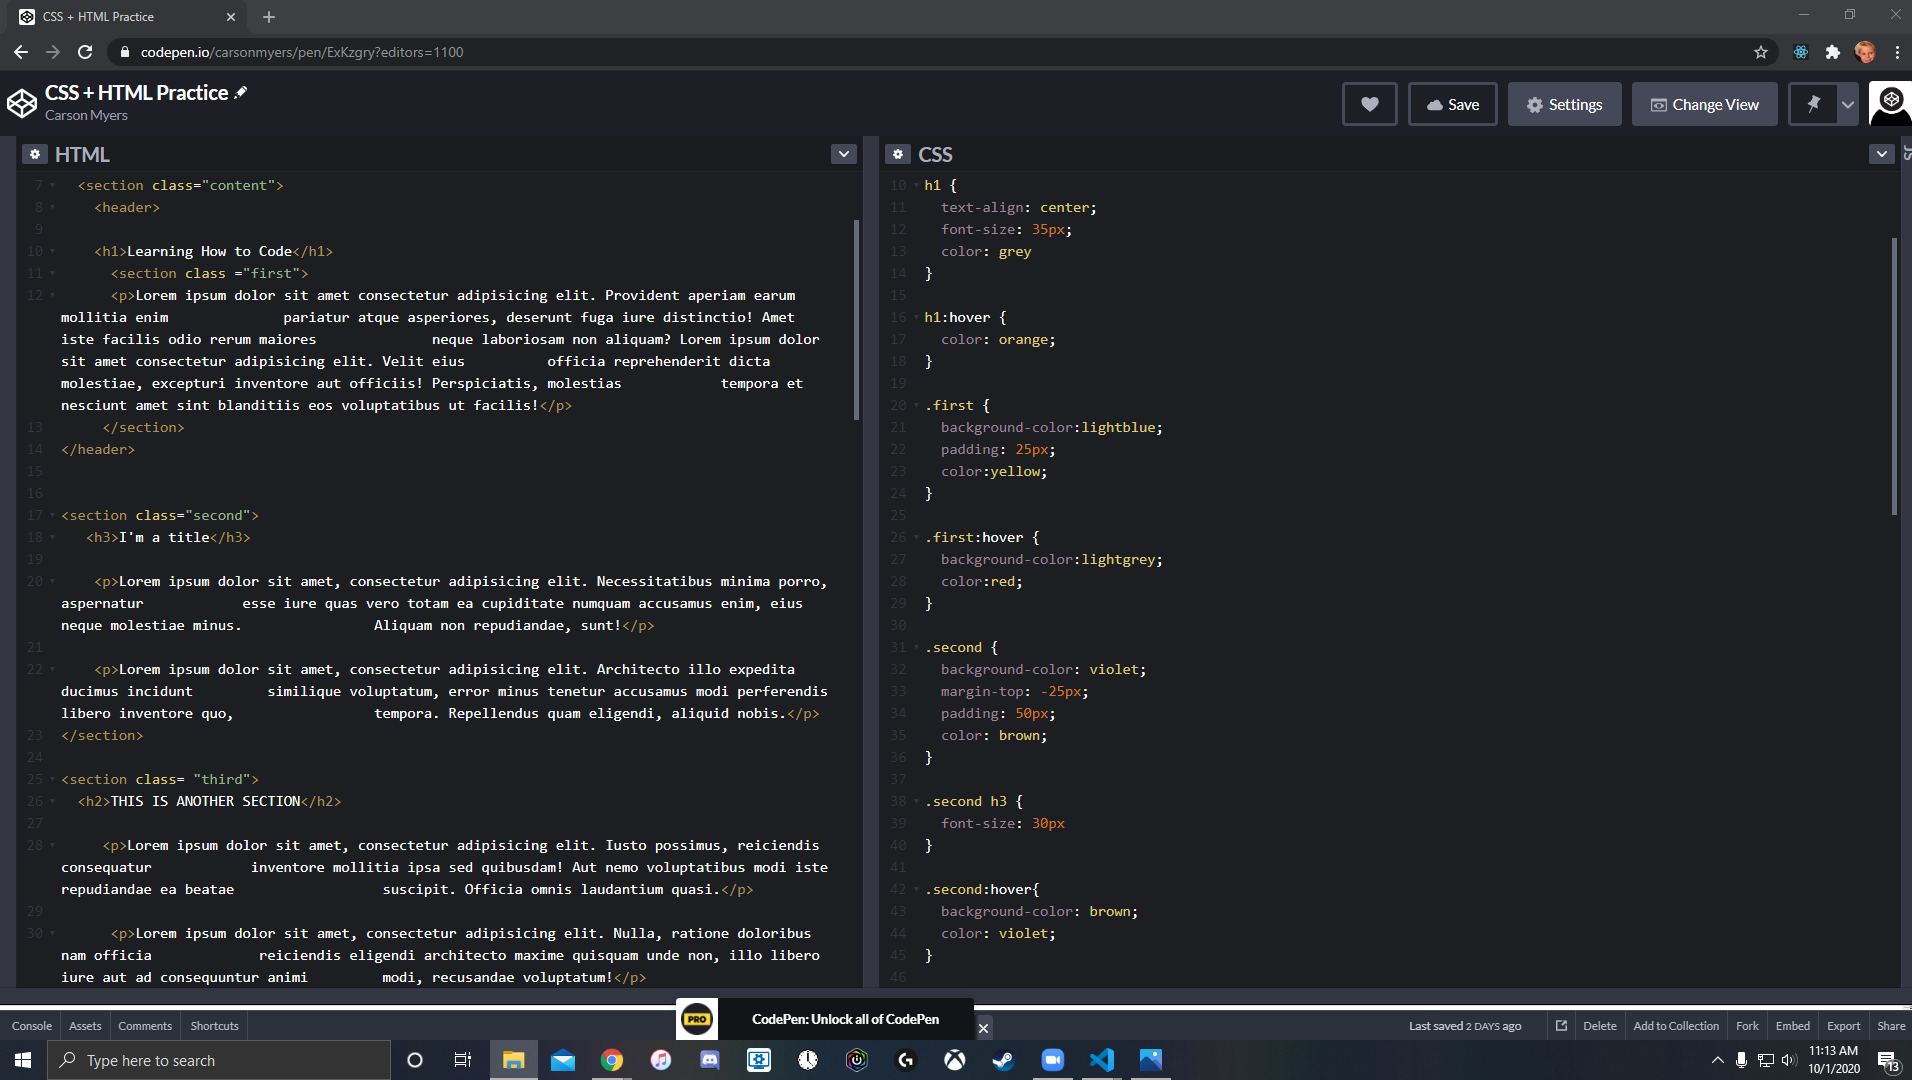 CSS + HTML Practice
codepen.io/carsonmyers/pen/ExKzgry?editors=1100
CSS + HTML Practice
Carson Myers
Save
Settings
Change View
HTML
7 <section class="content">
8 <header>
9
10 <h1>Learning How to Code</h1>
11 <section class ="first">
12 <p>Lorem ipsum dolor sit amet consectetur adipisicing elit. Provident aperiam earum
mollitia enim pariatur atque asperiores, deserunt fuga iure distinctio! Amet
iste facilis odio rerum maiores neque laboriosam non aliquam? Lorem ipsum dolor
sit amet consectetur adipisicing elit. Velit eius officia reprehenderit dicta
molestiae, excepturi inventore aut officiis! Perspiciatis, molestias tempora et
nesciunt amet sint blanditiis eos voluptatibus ut facilis!</p>
13 </section>
14 </header>
15
16
17 <section class="second">
18 <h3>I'm a title</h3>
19
20 <p>Lorem ipsum dolor sit amet, consectetur adipisicing elit. Necessitatibus minima porro,
aspernatur esse iure quas vero totam ea cupiditate numquam accusamus enim, eius
neque molestiae minus. Aliquam non repudiandae, sunt!</p>
21
22 <p>Lorem ipsum dolor sit amet, consectetur adipisicing elit. Architecto illo expedita
ducimus incidunt similique voluptatum, error minus tenetur accusamus modi perferendis
libero inventore quo, tempora. Repellendus quam eligendi, aliquid nobis.</p>
23 </section>
24
25 <section class= "third">
26 <h2>THIS IS ANOTHER SECTION</h2>
27
28 <p>Lorem ipsum dolor sit amet, consectetur adipisicing elit. Iusto possimus, reiciendis
consequatur inventore mollitia ipsa sed quibusdam! Aut nemo voluptatibus modi iste
repudiandae ea beatae suscipit. Officia omnis laudantium quasi.</p>
29
30 <p>Lorem ipsum dolor sit amet, consectetur adipisicing elit. Nulla, ratione doloribus
nam officia reiciendis eligendi architecto maxime quisquam unde non, illo libero
iure aut ad consequuntur animi modi, recusandae voluptatum!</p>
CSS
JS
10 h1 {
11 text-align: center;
12 font-size: 35px;
13 color: grey
14 }
15
16 h1:hover {
17 color: orange;
18 }
19
20 .first {
21 background-color:lightblue;
22 padding: 25px;
23 color:yellow;
24 }
25
26 .first:hover {
27 background-color:lightgrey;
28 color:red;
29 }
30
31 .second {
32 background-color: violet;
33 margin-top: -25px;
34 padding: 50px;
35 color: brown;
36 }
37
38 .second h3 {
39 font-size: 30px
40 }
41
42 .second:hover{
43 background-color: brown;
44 color: violet;
45 }
46
Console Assets Comments Shortcuts
PRO CodePen: Unlock all of CodePen
Last saved 2 DAYS ago Delete Add to Collection Fork Embed Export Share
Type here to search
11:13 AM
10/1/2020
13